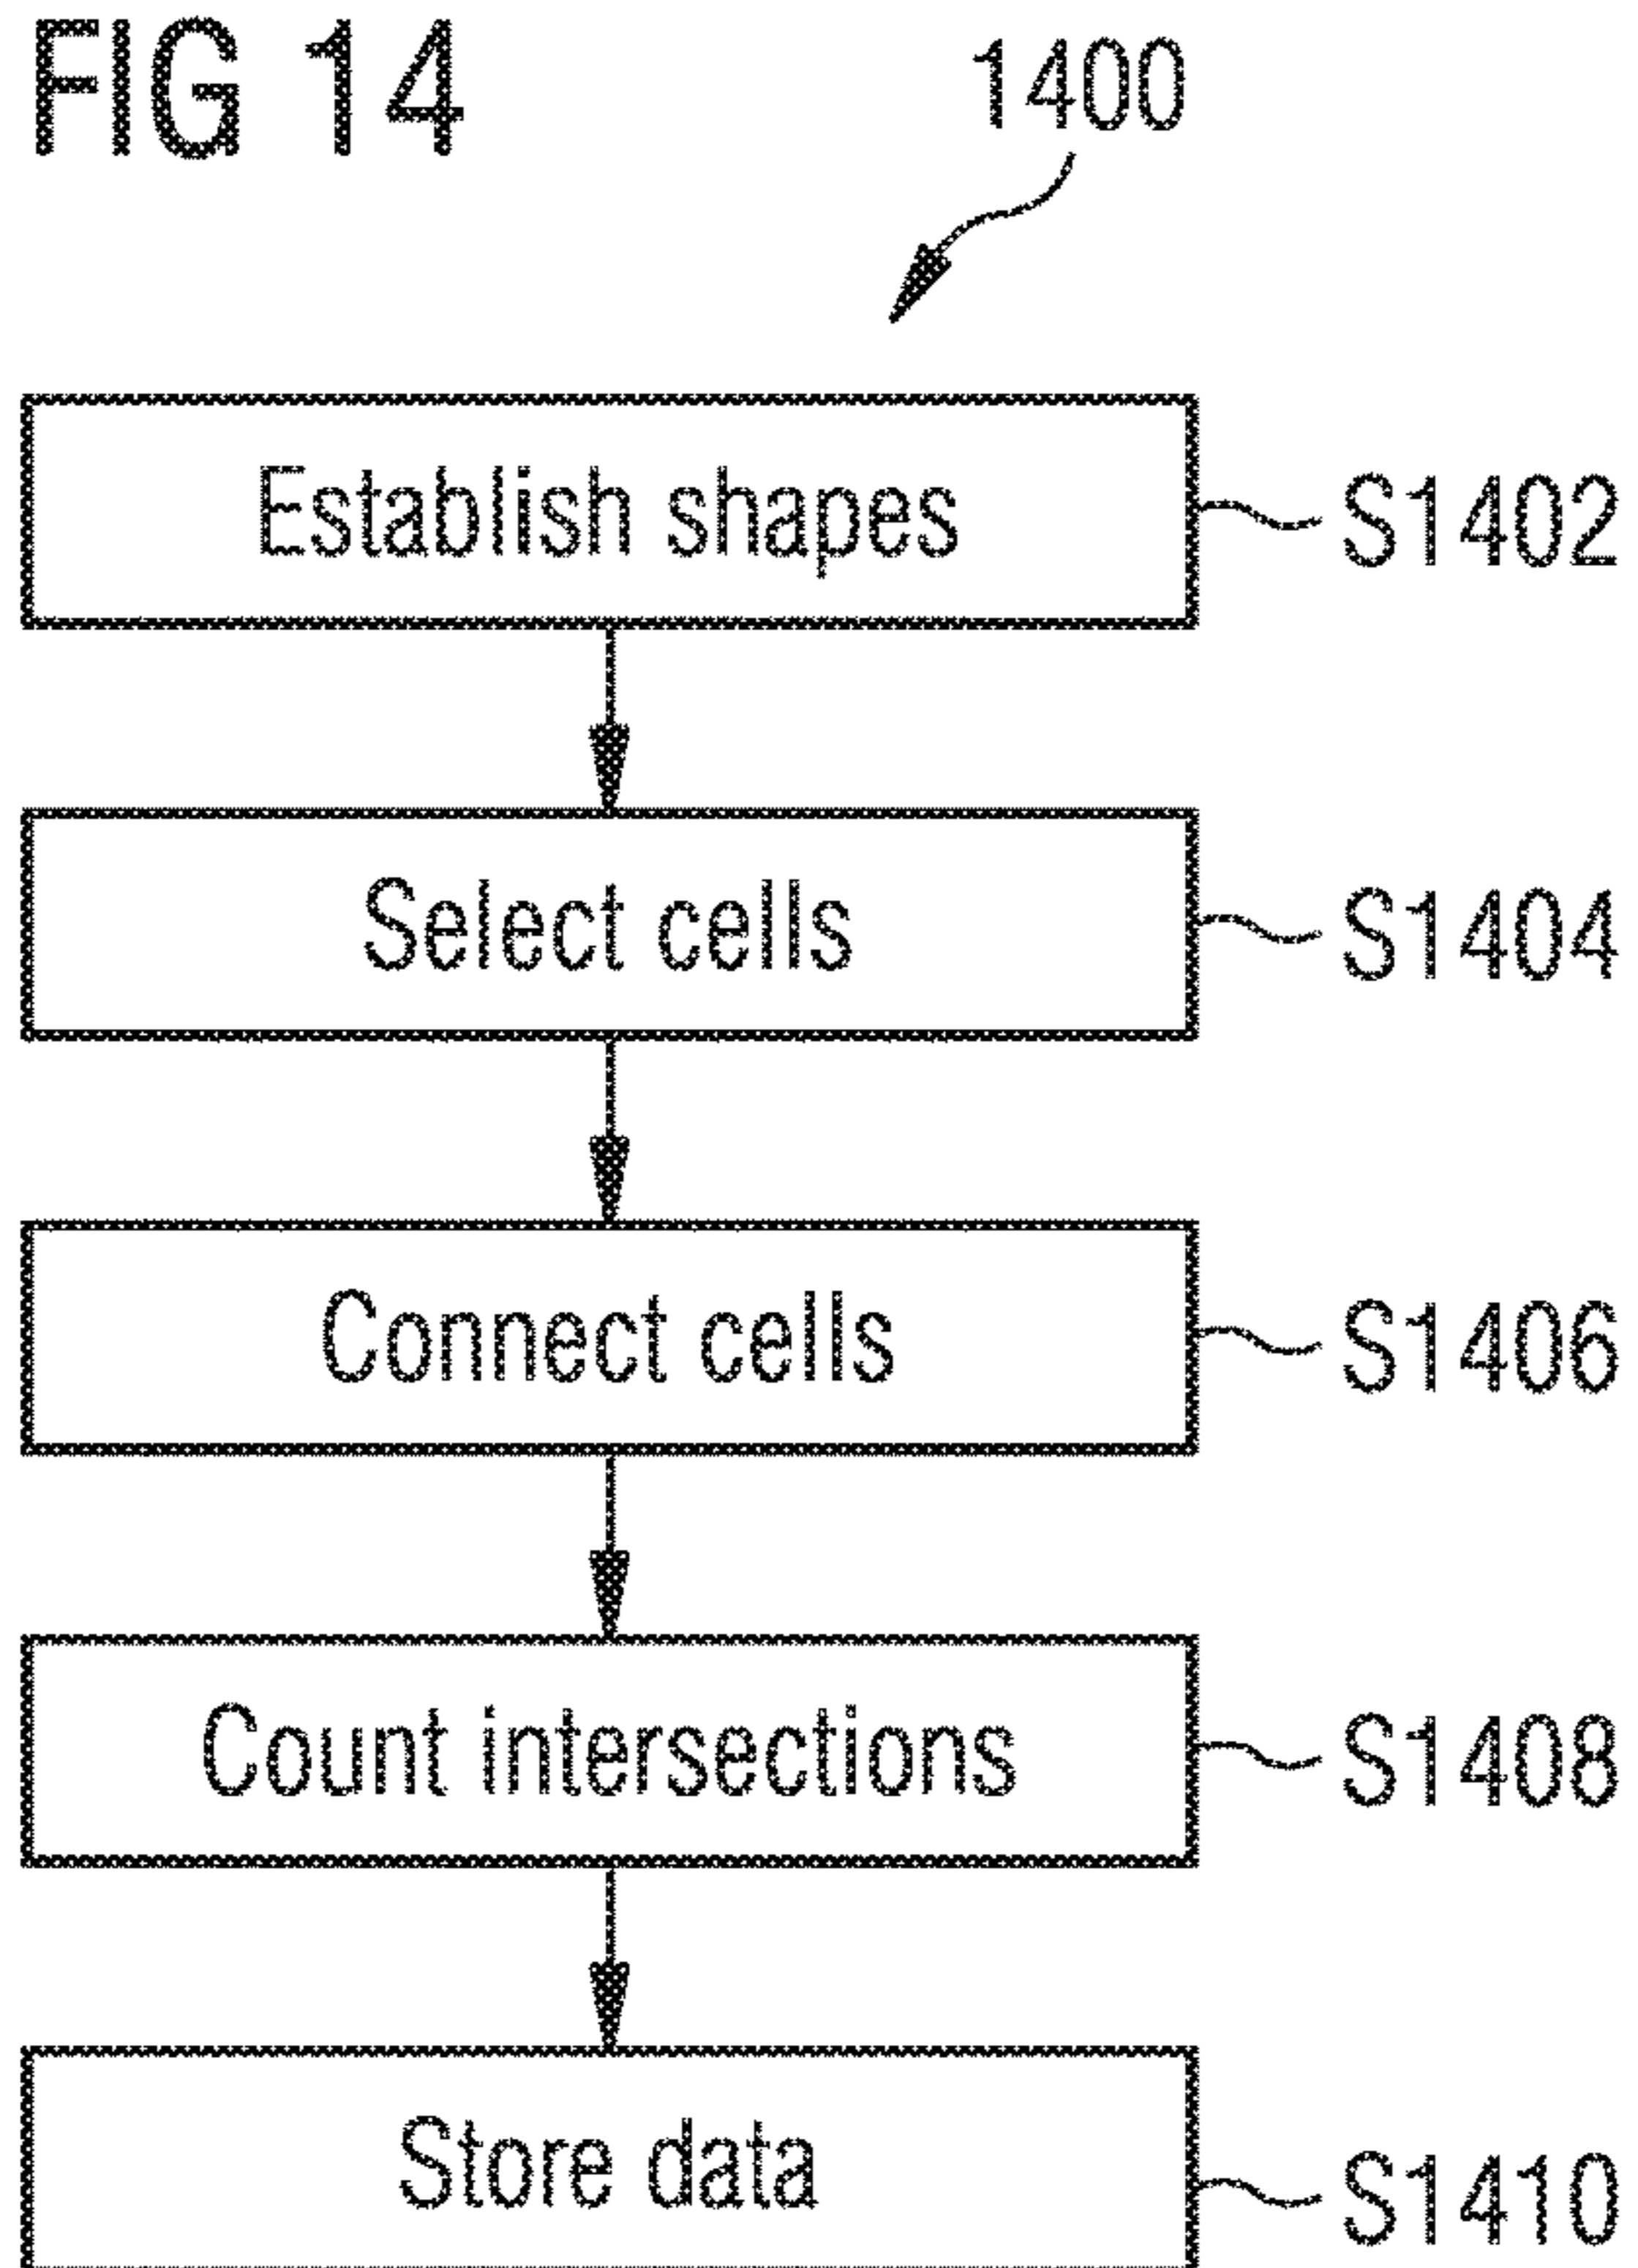 FIG 14
1400
Establish shapes
S1402
Select cells
S1404
Connect cells
S1406
Count intersections
S1408
Store data
S1410